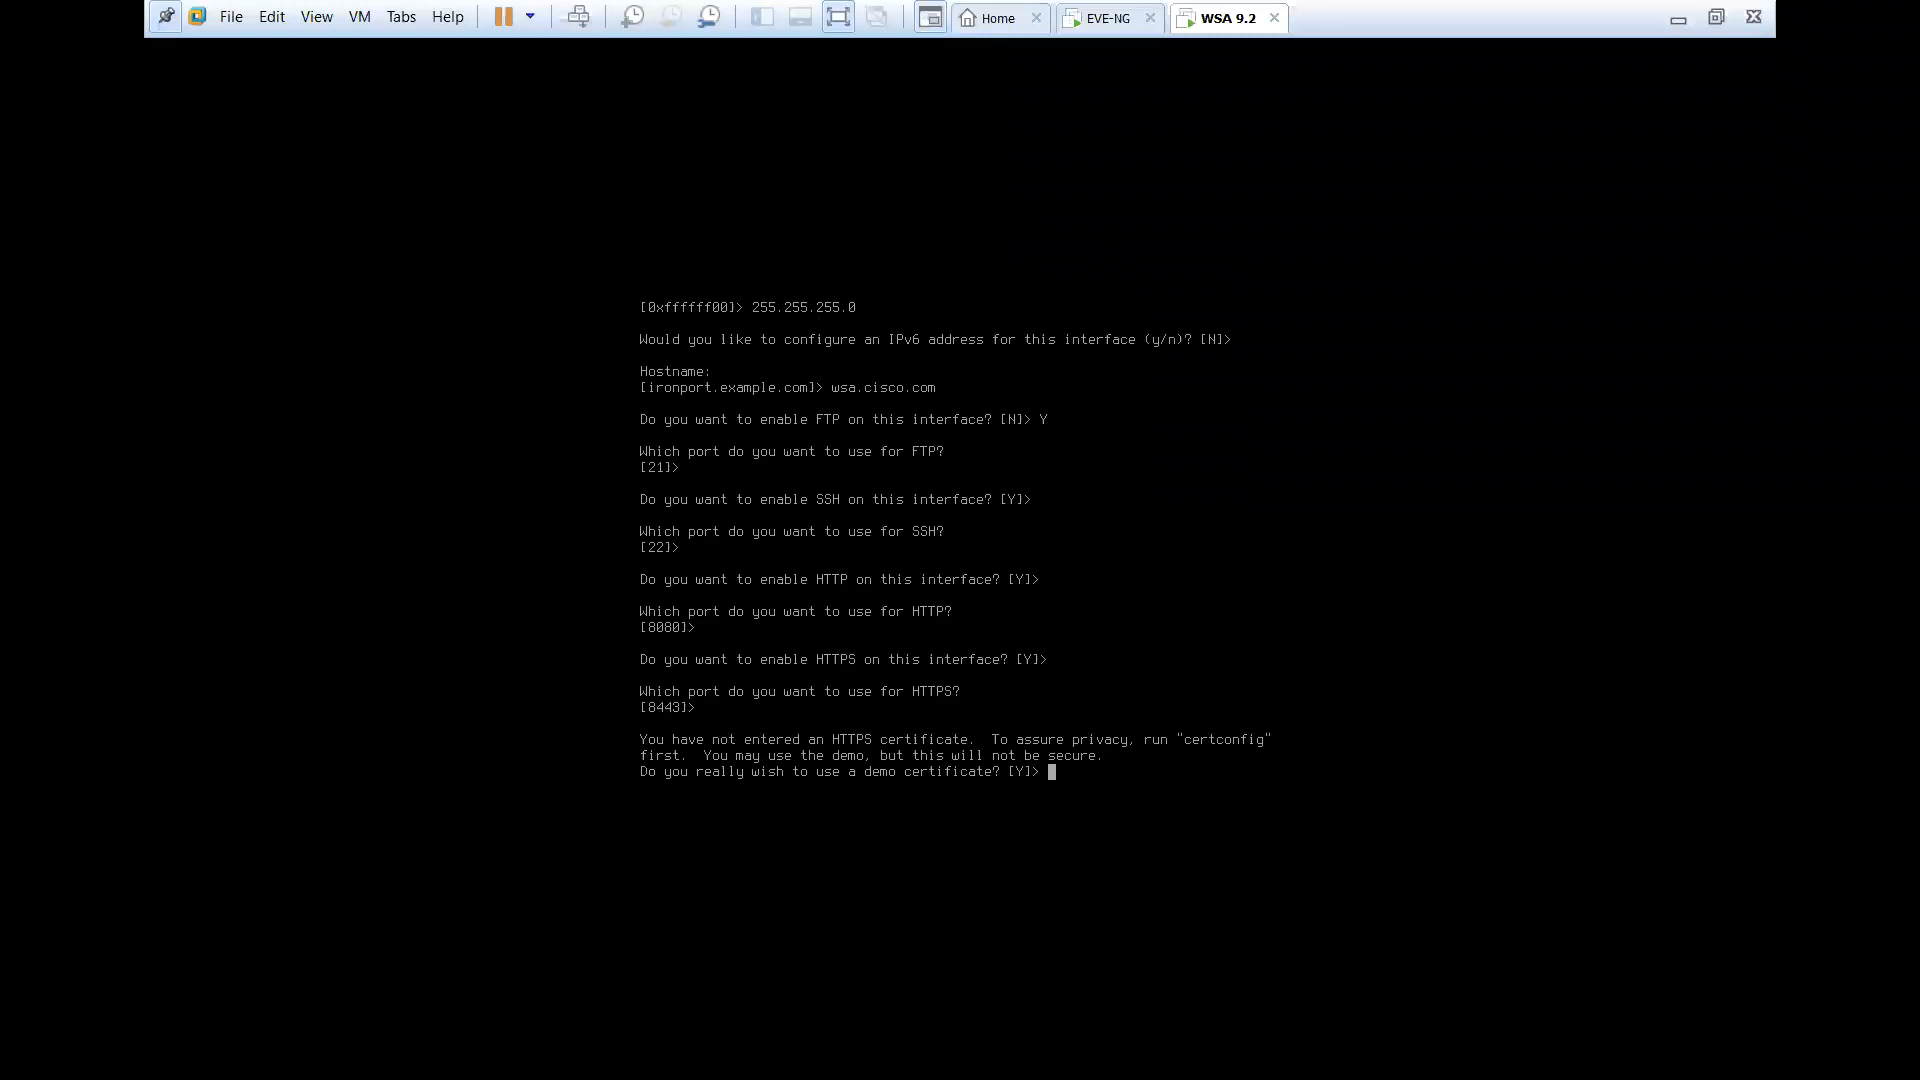 File Edit View VM Tabs Help Home EVE-NG WSA 9.2
[0xffffff00]> 255.255.255.0
Would you like to configure an IPv6 address for this interface (y/n)? [N]>
Hostname:
[ironport.example.com]> wsa.cisco.com
Do you want to enable FTP on this interface? [N]> Y
Which port do you want to use for FTP?
[21]>
Do you want to enable SSH on this interface? [Y]>
Which port do you want to use for SSH?
[22]>
Do you want to enable HTTP on this interface? [Y]>
Which port do you want to use for HTTP?
[8080]>
Do you want to enable HTTPS on this interface? [Y]>
Which port do you want to use for HTTPS?
[8443]>
You have not entered an HTTPS certificate.  To assure privacy, run "certconfig"
first.  You may use the demo, but this will not be secure.
Do you really wish to use a demo certificate? [Y]>